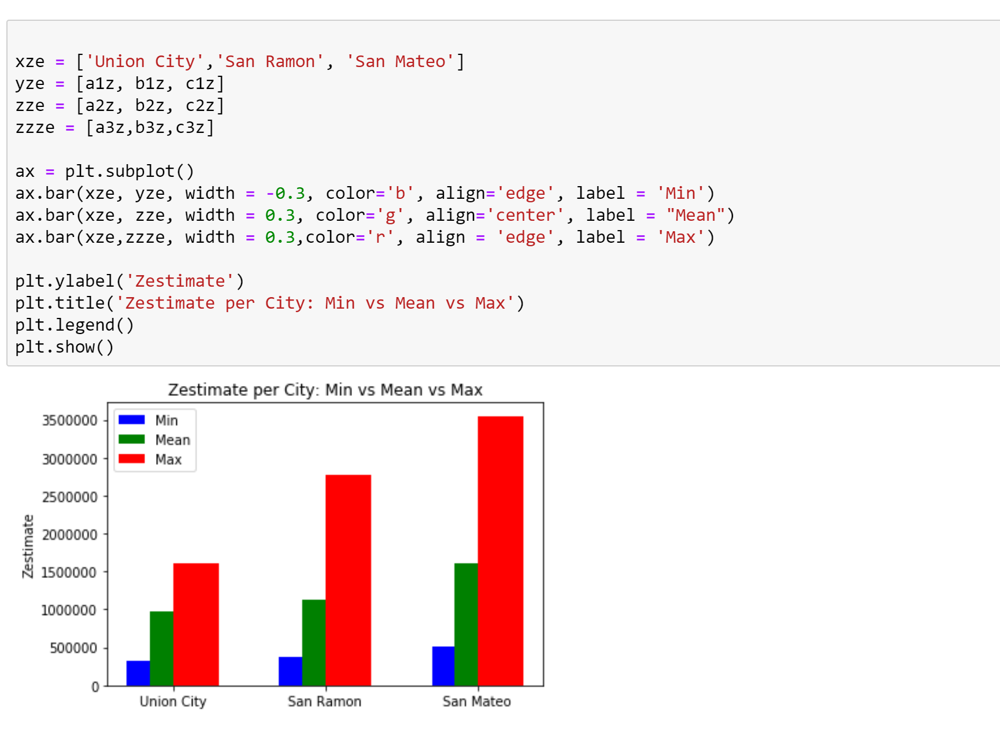 xze = ['Union City','San Ramon', 'San Mateo']
yze = [a1z, b1z, c1z]
zze = [a2z, b2z, c2z]
zzze = [a3z,b3z,c3z]
ax = plt.subplot()
ax.bar(xze, yze, width = -0.3, color='b', align='edge', label = 'Min')
ax.bar(xze, zze, width = 0.3, color='g', align='center', label = "Mean")
ax.bar(xze,zzze, width = 0.3,color='r', align = 'edge', label = 'Max')
plt.ylabel('Zestimate')
plt.title('Zestimate per City: Min vs Mean vs Max')
plt.legend()
plt.show()
Zestimate per City: Min vs Mean vs Max
Min
Mean
Max
3500000
3000000
2500000
2000000
1500000
1000000
500000
0
Zestimate
Union City
San Ramon
San Mateo